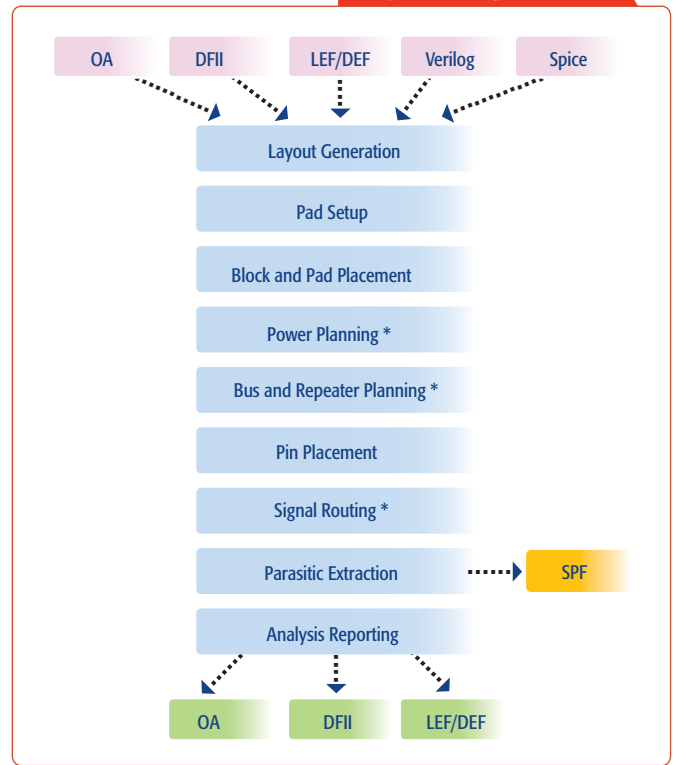 OA
DFII
LEF/DEF
Verilog
Spice
Layout Generation
Pad Setup
Block and Pad Placement
Power Planning *
Bus and Repeater Planning *
Pin Placement
Signal Routing *
Parasitic Extraction
SPF
Analysis Reporting
OA
DFII
LEF/DEF